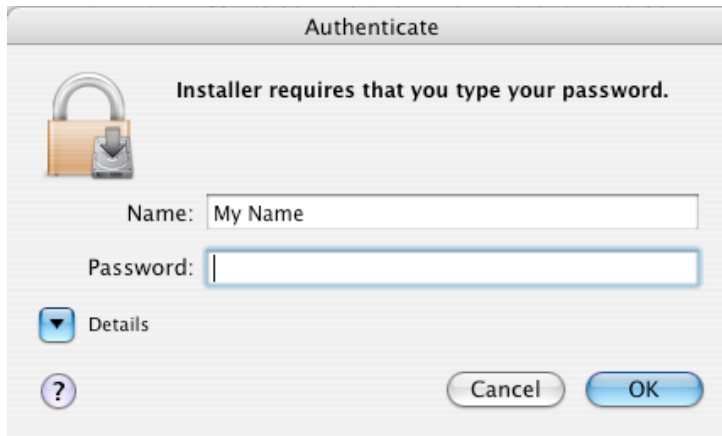 Authenticate
Installer requires that you type your password.
Name: My Name
Password:
Details
?
Cancel OK